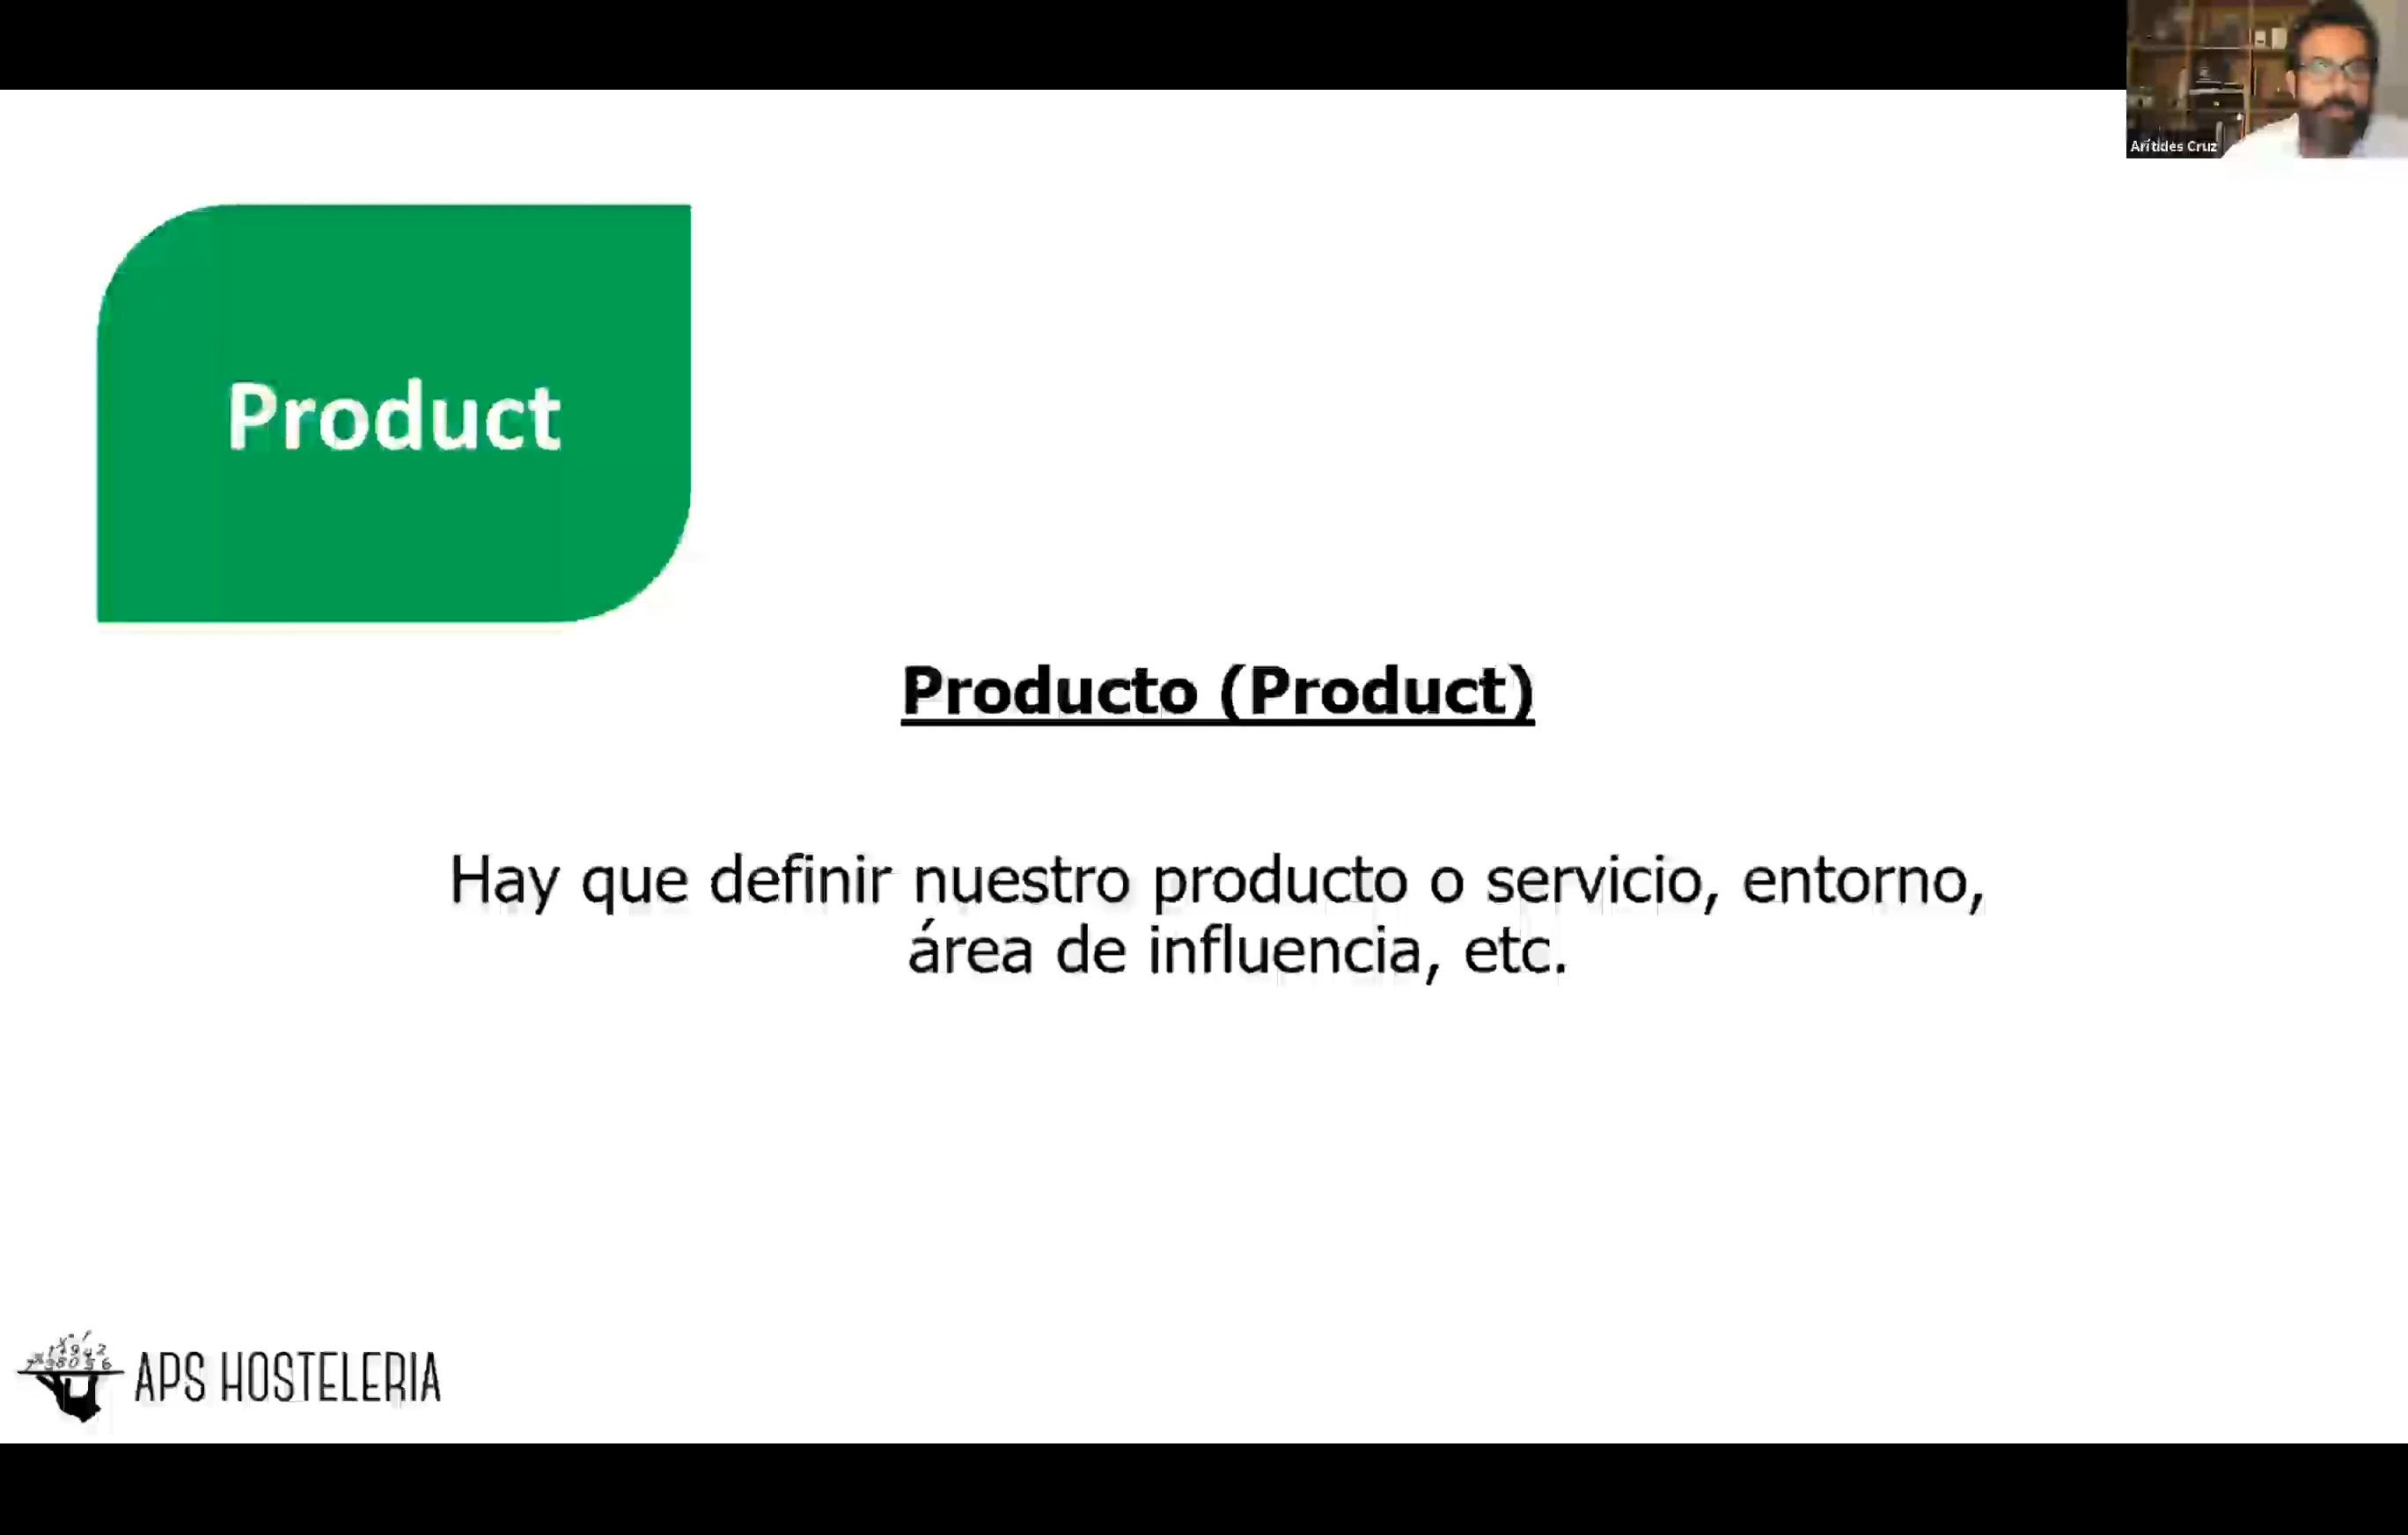 Arítides Cruz
Product
Producto (Product)
Hay que definir nuestro producto o servicio, entorno,
área de influencia, etc.
APS HOSTELERIA